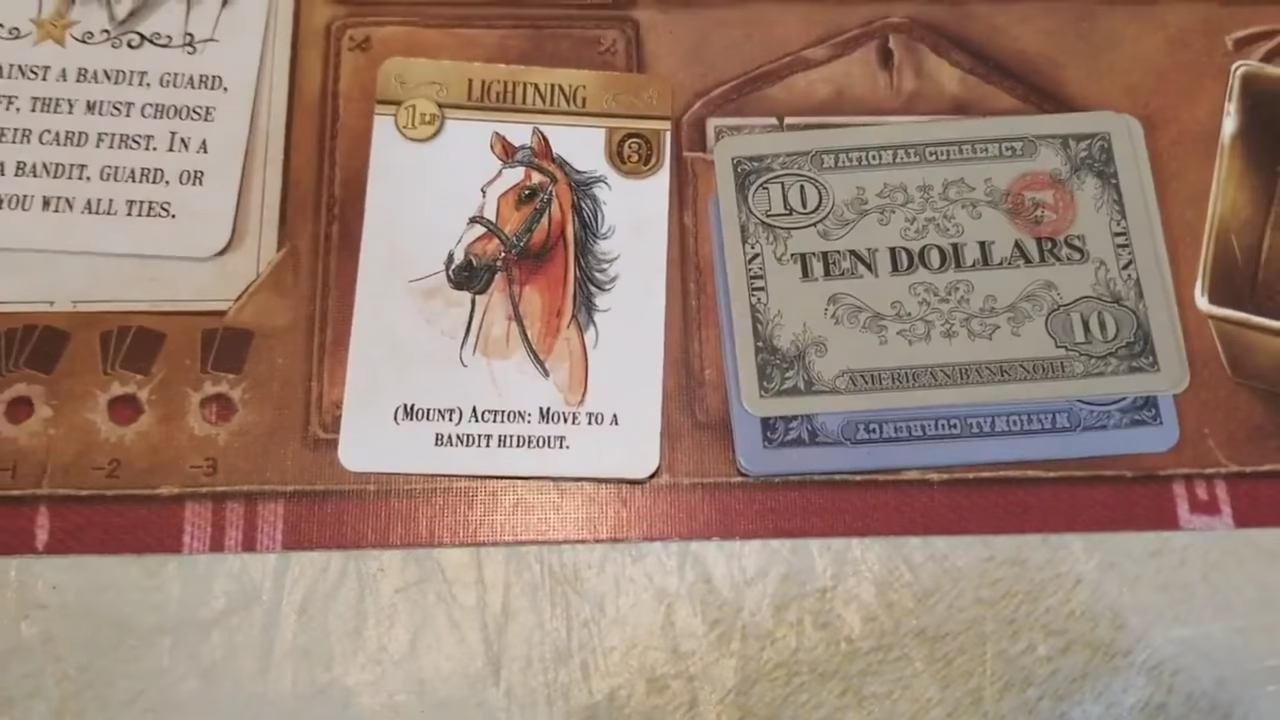 AINST A BANDIT, GUARD,
FF, THEY MUST CHOOSE
EIR CARD FIRST. IN A
A BANDIT, GUARD, OR
YOU WIN ALL TIES.
-1
-2
-3
LIGHTNING
1 LP
3
(MOUNT) ACTION: MOVE TO A
BANDIT HIDEOUT.
NATIONAL CURRENCY
10
TEN
TEN DOLLARS
TEN
10
AMERICAN BANK NOTE
NATIONAL CURRENCY